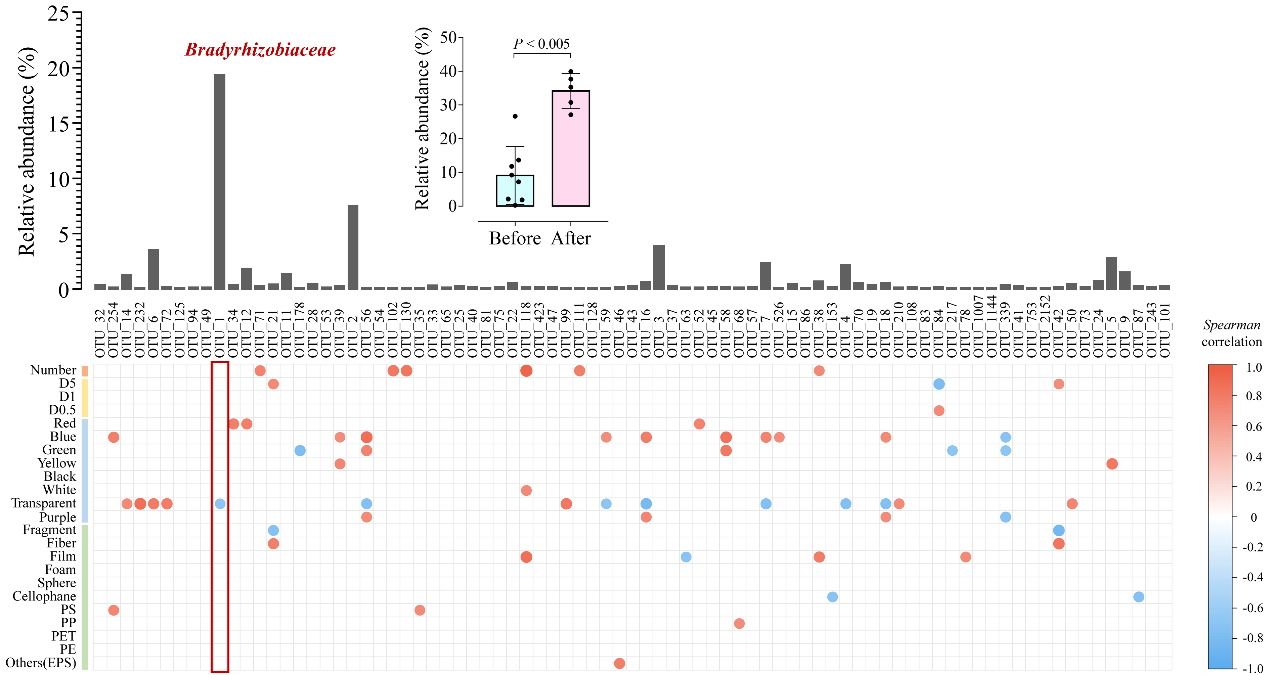 Relative abundance (%)
25
20
15
10
5
0
Bradyrhizobiaceae
Relative abundance (%)
50
40
30
20
10
0
P < 0.005
Before After
OTU_32
OTU_254
OTU_14
OTU_232
OTU_6
OTU_72
OTU_125
OTU_94
OTU_49
OTU_1
OTU_34
OTU_12
OTU_71
OTU_21
OTU_11
OTU_178
OTU_28
OTU_53
OTU_39
OTU_2
OTU_56
OTU_54
OTU_102
OTU_130
OTU_35
OTU_33
OTU_65
OTU_25
OTU_40
OTU_81
OTU_75
OTU_22
OTU_118
OTU_423
OTU_47
OTU_99
OTU_111
OTU_128
OTU_59
OTU_46
OTU_43
OTU_16
OTU_3
OTU_37
OTU_63
OTU_52
OTU_45
OTU_58
OTU_68
OTU_57
OTU_7
OTU_526
OTU_15
OTU_86
OTU_38
OTU_153
OTU_4
OTU_70
OTU_19
OTU_18
OTU_210
OTU_108
OTU_83
OTU_84
OTU_217
OTU_78
OTU_1007
OTU_1144
OTU_339
OTU_41
OTU_753
OTU_2152
OTU_42
OTU_50
OTU_73
OTU_24
OTU_5
OTU_9
OTU_87
OTU_243
OTU_101
Number
D5
D1
D0.5
Red
Blue
Green
Yellow
Black
White
Transparent
Purple
Fragment
Fiber
Film
Foam
Sphere
Cellophane
PS
PP
PET
PE
Others(EPS)
Spearman
correlation
1.0
0.8
0.6
0.4
0.2
0
-0.2
-0.4
-0.6
-0.8
-1.0